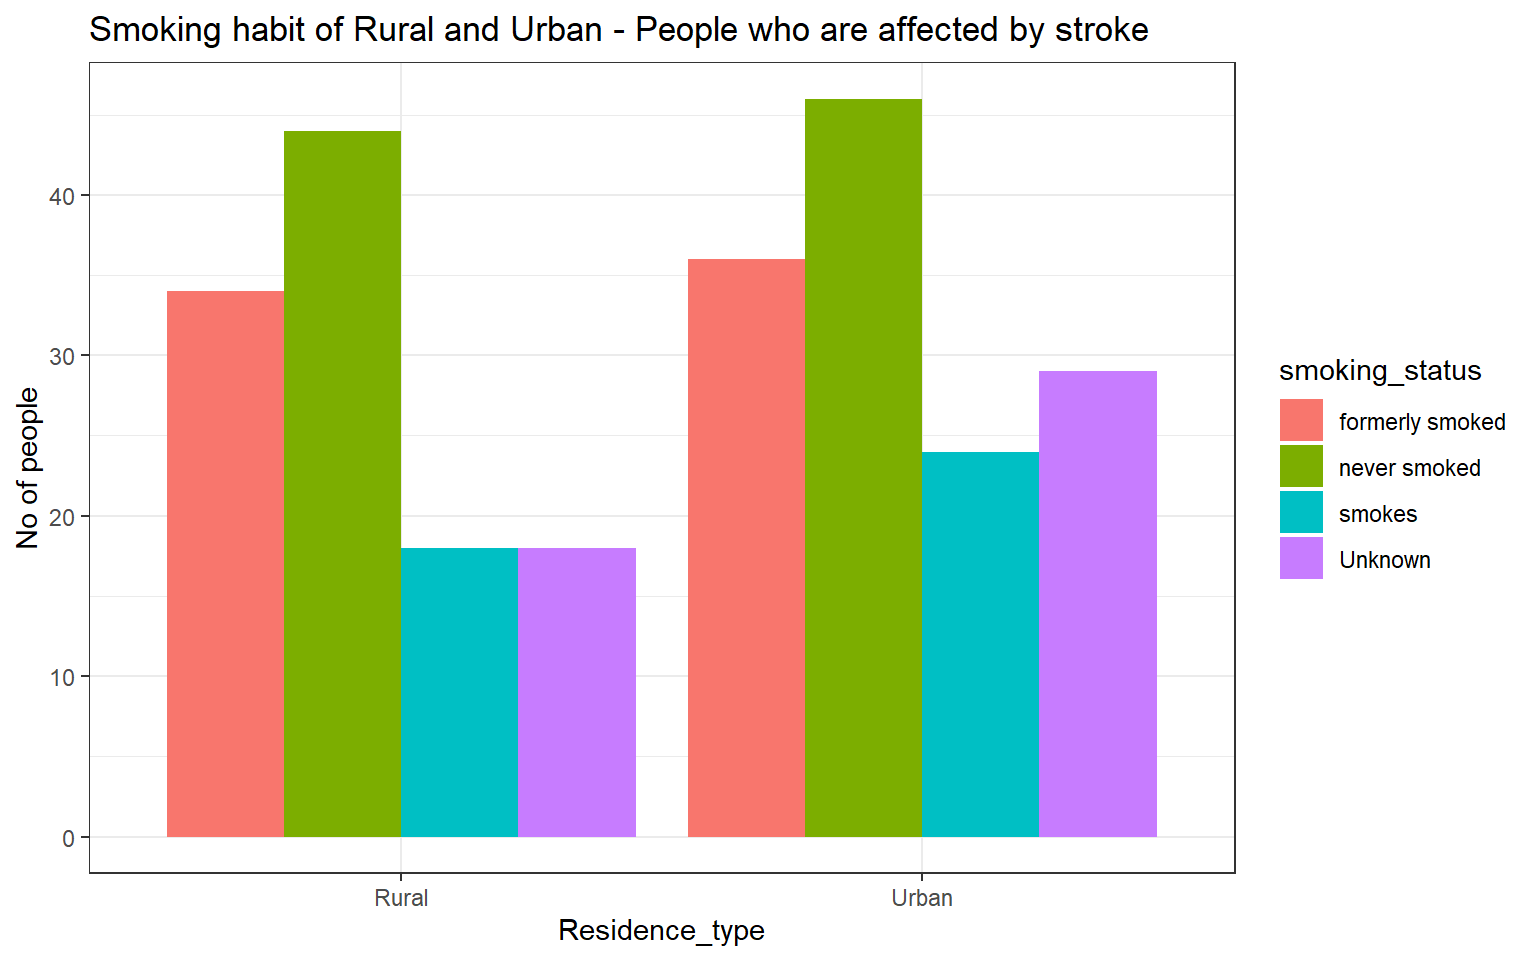 Smoking habit of Rural and Urban - People who are affected by stroke
No of people
40
30
20
10
0
Rural
Urban
Residence_type
smoking_status
formerly smoked
never smoked
smokes
Unknown